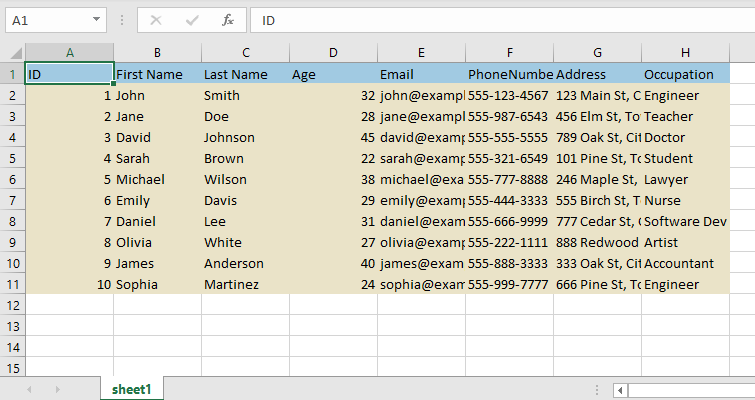 A1 fx ID
A B C D E F G H
1 ID First Name Last Name Age Email PhoneNumbe Address Occupation
2 1 John Smith 32 john@exampl 555-123-4567 123 Main St, C Engineer
3 2 Jane Doe 28 jane@examp 555-987-6543 456 Elm St, To Teacher
4 3 David Johnson 45 david@examp 555-555-5555 789 Oak St, Cit Doctor
5 4 Sarah Brown 22 sarah@examp 555-321-6549 101 Pine St, T Student
6 5 Michael Wilson 38 michael@exa 555-777-8888 246 Maple St, Lawyer
7 6 Emily Davis 29 emily@examp 555-444-3333 555 Birch St, T Nurse
8 7 Daniel Lee 31 daniel@exam 555-666-9999 777 Cedar St, Software Dev
9 8 Olivia White 27 olivia@examp 555-222-1111 888 Redwood Artist
10 9 James Anderson 40 james@exam 555-888-3333 333 Oak St, Cit Accountant
11 10 Sophia Martinez 24 sophia@exam 555-999-7777 666 Pine St, To Engineer
12
13
14
15
sheet1